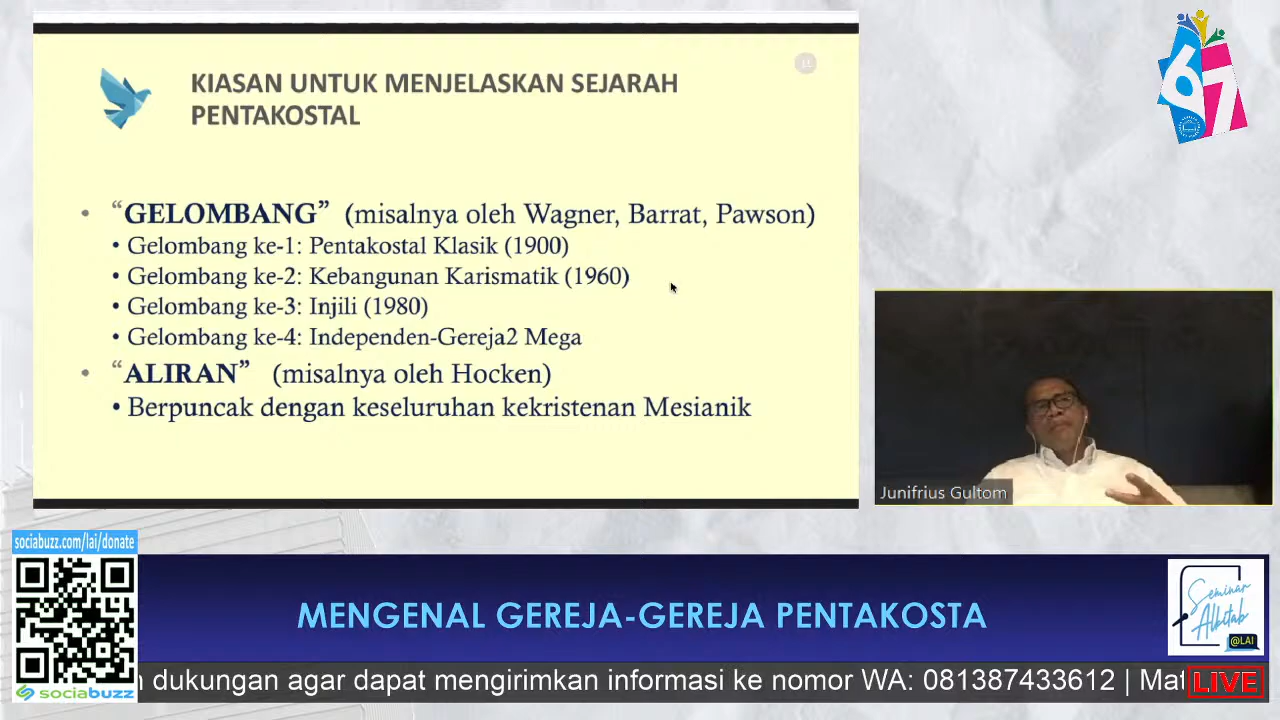 KIASAN UNTUK MENJELASKAN SEJARAH
PENTAKOSTAL
• “GELOMBANG” (misalnya oleh Wagner, Barrat, Pawson)
• Gelombang ke-1: Pentakostal Klasik (1900)
• Gelombang ke-2: Kebangunan Karismatik (1960)
• Gelombang ke-3: Injili (1980)
• Gelombang ke-4: Independen-Gereja2 Mega
• “ALIRAN” (misalnya oleh Hocken)
• Berpuncak dengan keseluruhan kekristenan Mesianik
67
Junifrius Gultom
sociabuzz.com/lai/donate
sociabuzz
MENGENAL GEREJA-GEREJA PENTAKOSTA
Seminar
Alkitab
@LAI
dukungan agar dapat mengirimkan informasi ke nomor WA: 081387433612 |
LIVE